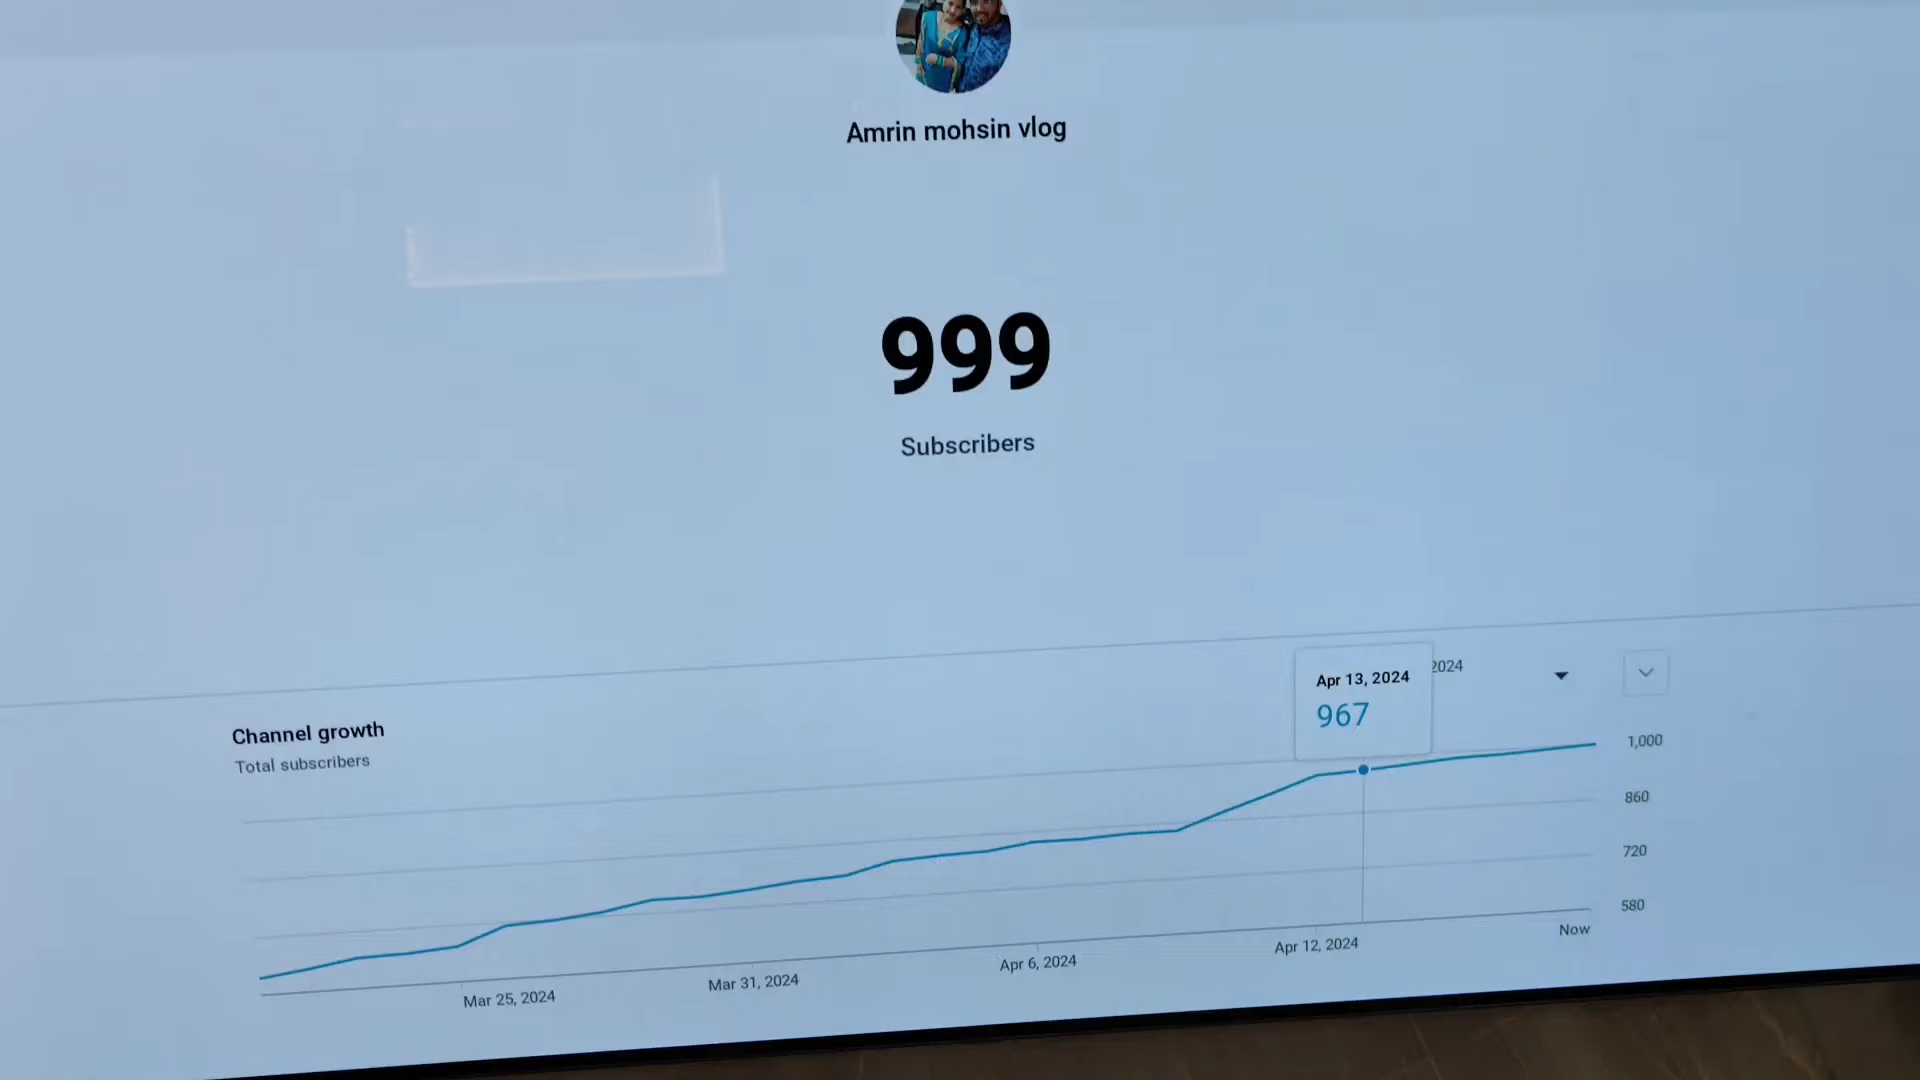 Amrin mohsin vlog
999
Subscribers
Apr 13, 2024
967
2024
Channel growth
Total subscribers
1,000
860
720
580
Mar 25, 2024
Mar 31, 2024
Apr 6, 2024
Apr 12, 2024
Now